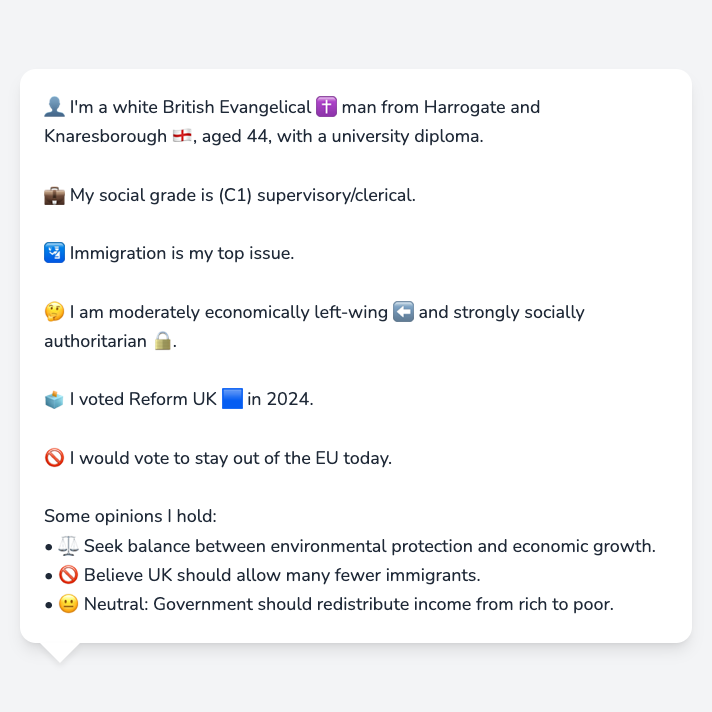 👤 I'm a white British Evangelical ✝️ man from Harrogate and
Knaresborough 🏴󠁧󠁢󠁥󠁮󠁧󠁿, aged 44, with a university diploma.
💼 My social grade is (C1) supervisory/clerical.
🛂 Immigration is my top issue.
🤔 I am moderately economically left-wing ⬅️ and strongly socially
authoritarian 🔒.
🗳️ I voted Reform UK 🟦 in 2024.
🚫 I would vote to stay out of the EU today.
Some opinions I hold:
• ⚖️ Seek balance between environmental protection and economic growth.
• 🚫 Believe UK should allow many fewer immigrants.
• 😐 Neutral: Government should redistribute income from rich to poor.